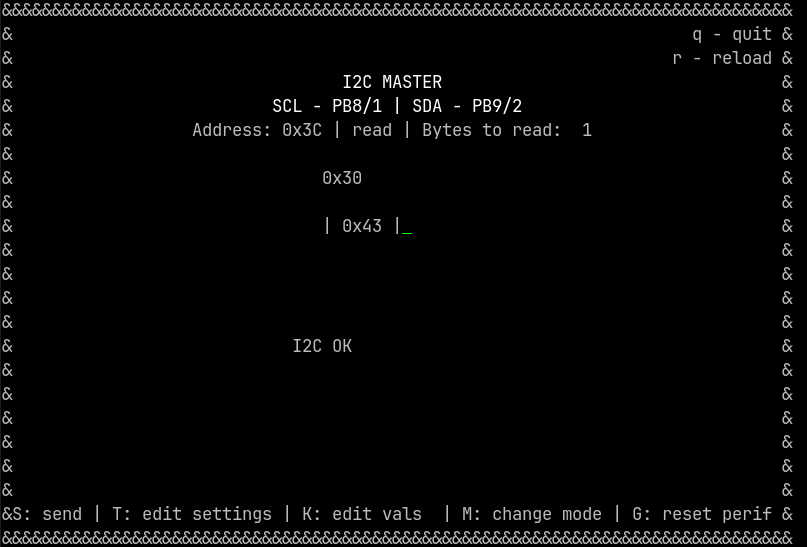 &&&&&&&&&&&&&&&&&&&&&&&&&&&&&&&&&&&&&&&&&&&&&&&&&&&&&&&&&&&&&&&&&&&&&&&&&&&&&&&
& q - quit &
& r - reload &
& I2C MASTER &
& SCL - PB8/1 | SDA - PB9/2 &
& Address: 0x3C | read | Bytes to read: 1 &
& &
& 0x30 &
& &
& | 0x43 |_ &
& &
& &
& &
& &
& I2C OK &
& &
& &
& &
& &
& &
& &
&S: send | T: edit settings | K: edit vals | M: change mode | G: reset perif &
&&&&&&&&&&&&&&&&&&&&&&&&&&&&&&&&&&&&&&&&&&&&&&&&&&&&&&&&&&&&&&&&&&&&&&&&&&&&&&&